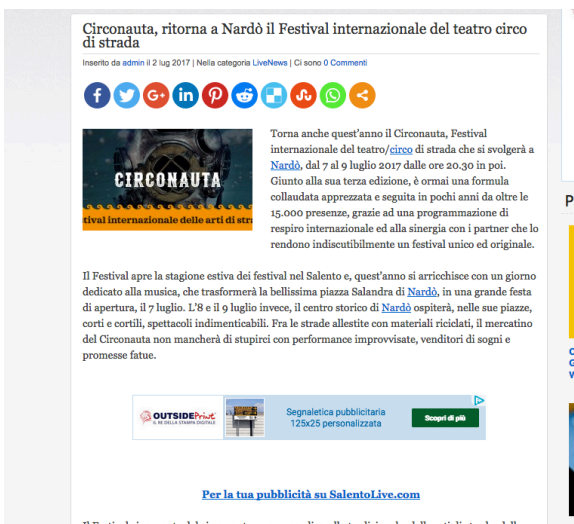 Circonauta, ritorna a Nardò il Festival internazionale del teatro circo
di strada
Inserito da admin il 2 lug 2017 | Nella categoria LiveNews | Ci sono 0 Commenti
CIRCONAUTA
tival internazionale delle arti di str
Torna anche quest'anno il Circonauta, Festival
internazionale del teatro/circo di strada che si svolgerà a
Nardò, dal 7 al 9 luglio 2017 dalle ore 20.30 in poi.
Giunto alla sua terza edizione, è ormai una formula
collaudata apprezzata e seguita in pochi anni da oltre le
15.000 presenze, grazie ad una programmazione di
respiro internazionale ed alla sinergia con i partner che lo
rendono indiscutibilmente un festival unico ed originale.
Il Festival apre la stagione estiva dei festival nel Salento e, quest'anno si arricchisce con un giorno
dedicato alla musica, che trasformerà la bellissima piazza Salandra di Nardò, in una grande festa
di apertura, il 7 luglio. L'8 e il 9 luglio invece, il centro storico di Nardò ospiterà, nelle sue piazze,
corti e cortili, spettacoli indimenticabili. Fra le strade allestite con materiali riciclati, il mercatino
del Circonauta non mancherà di stupirci con performance improvvisate, venditori di sogni e
promesse fatue.
OUTSIDEPrint
IL RE DELLA STAMPA DIGITALE
Segnaletica pubblicitaria
125x25 personalizzata
Scopri di più
Per la tua pubblicità su SalentoLive.com